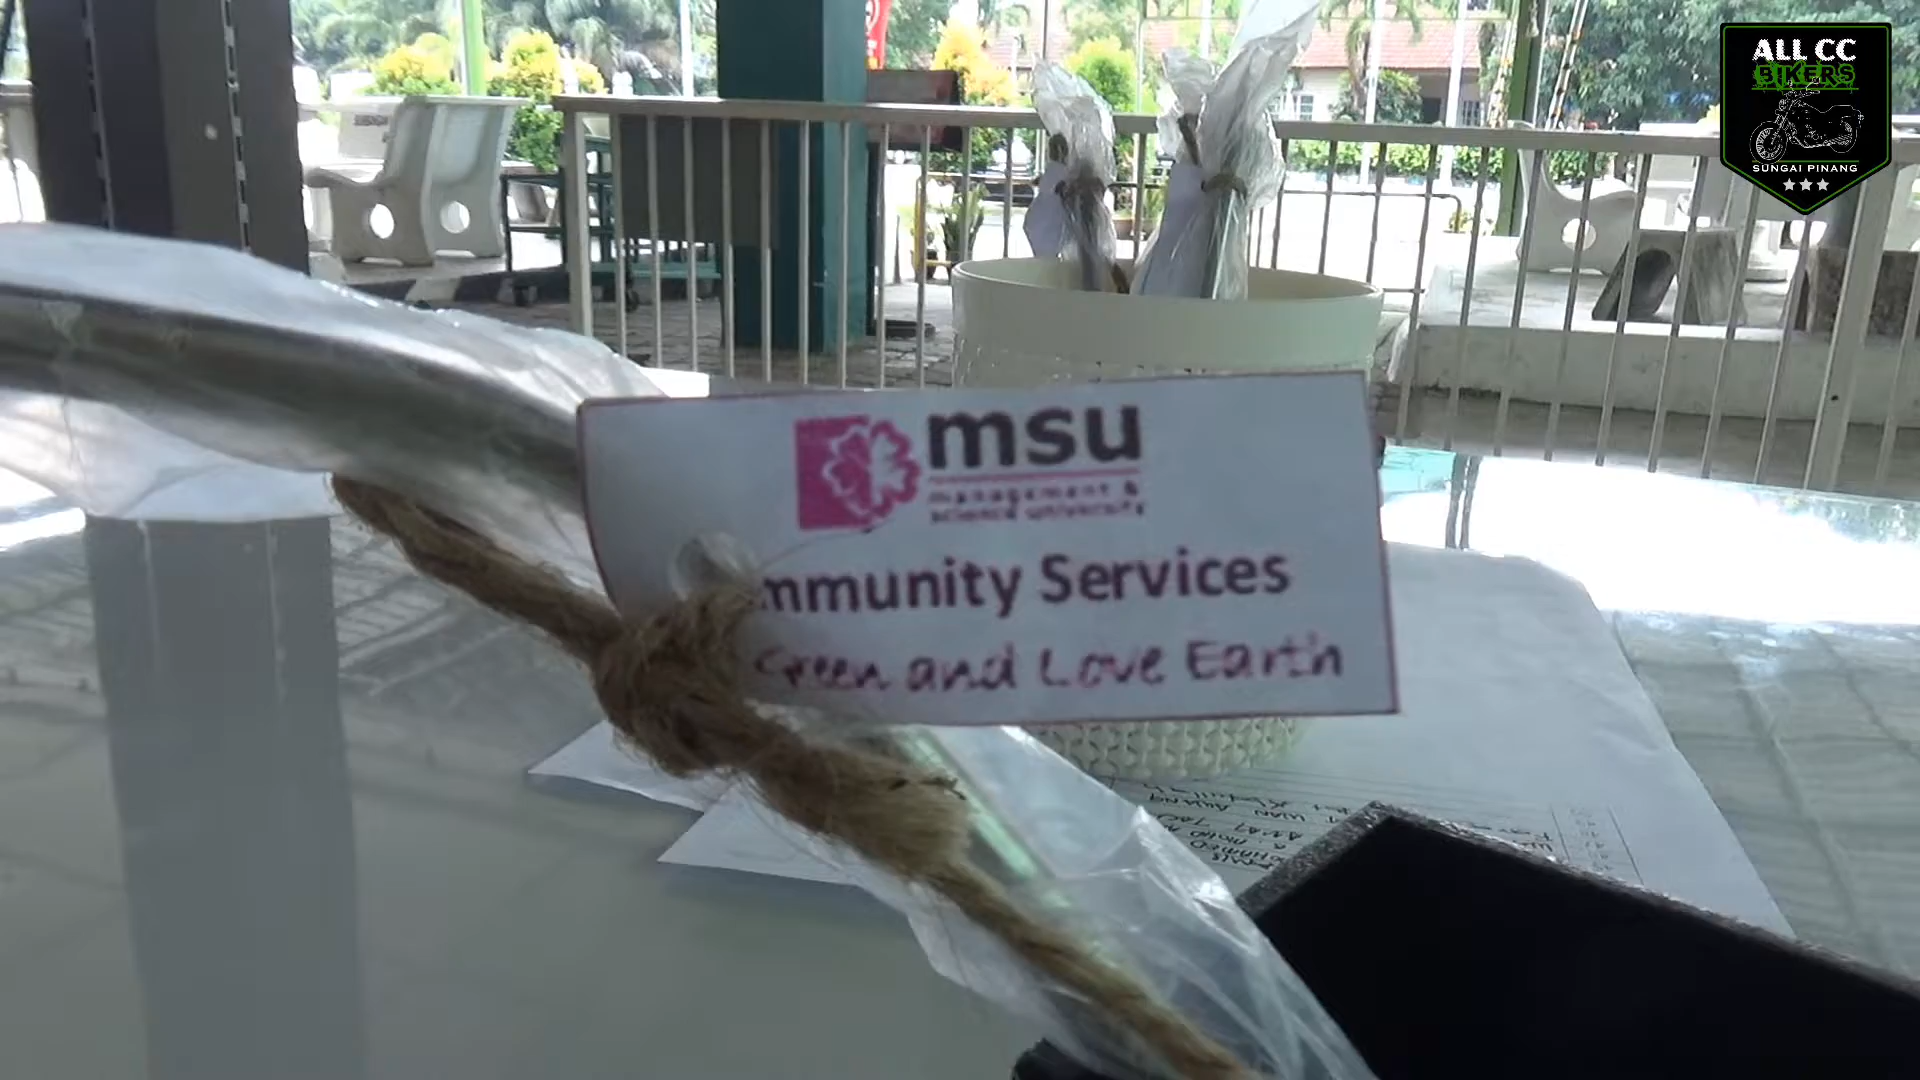 ALL CC
BIKERS
SUNGAI PINANG
msu
management &
science university
mmunity Services
Green and Love Earth